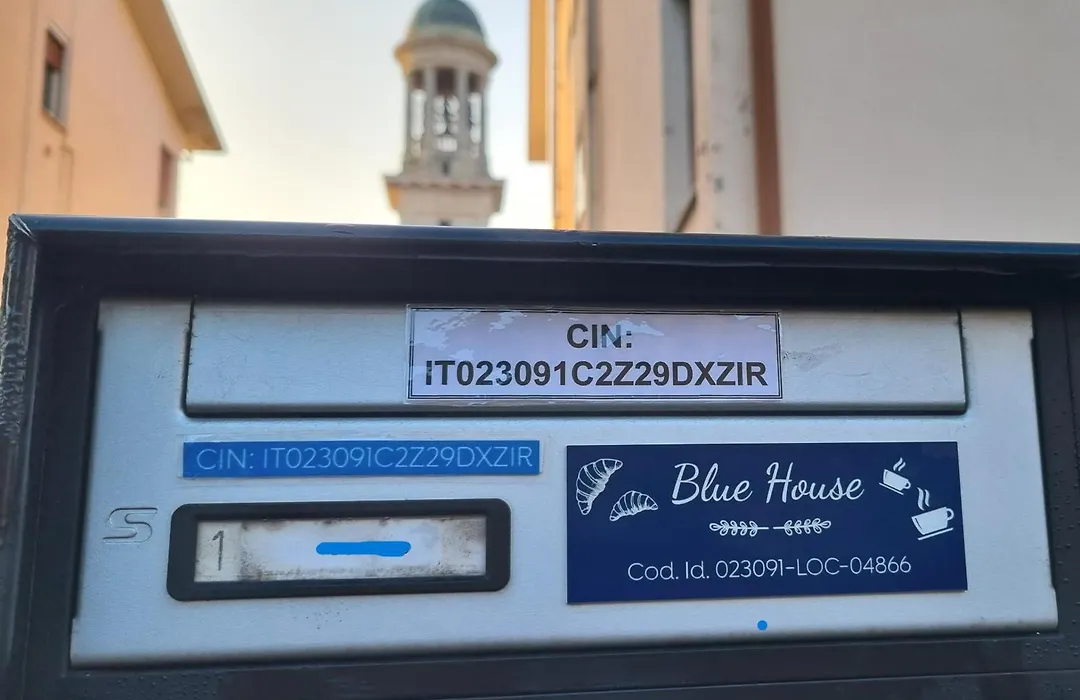 CIN:
IT023091C2Z29DXZIR
CIN: IT023091C2Z29DXZIR
S
1
Blue House
Cod. Id. 023091-LOC-04866